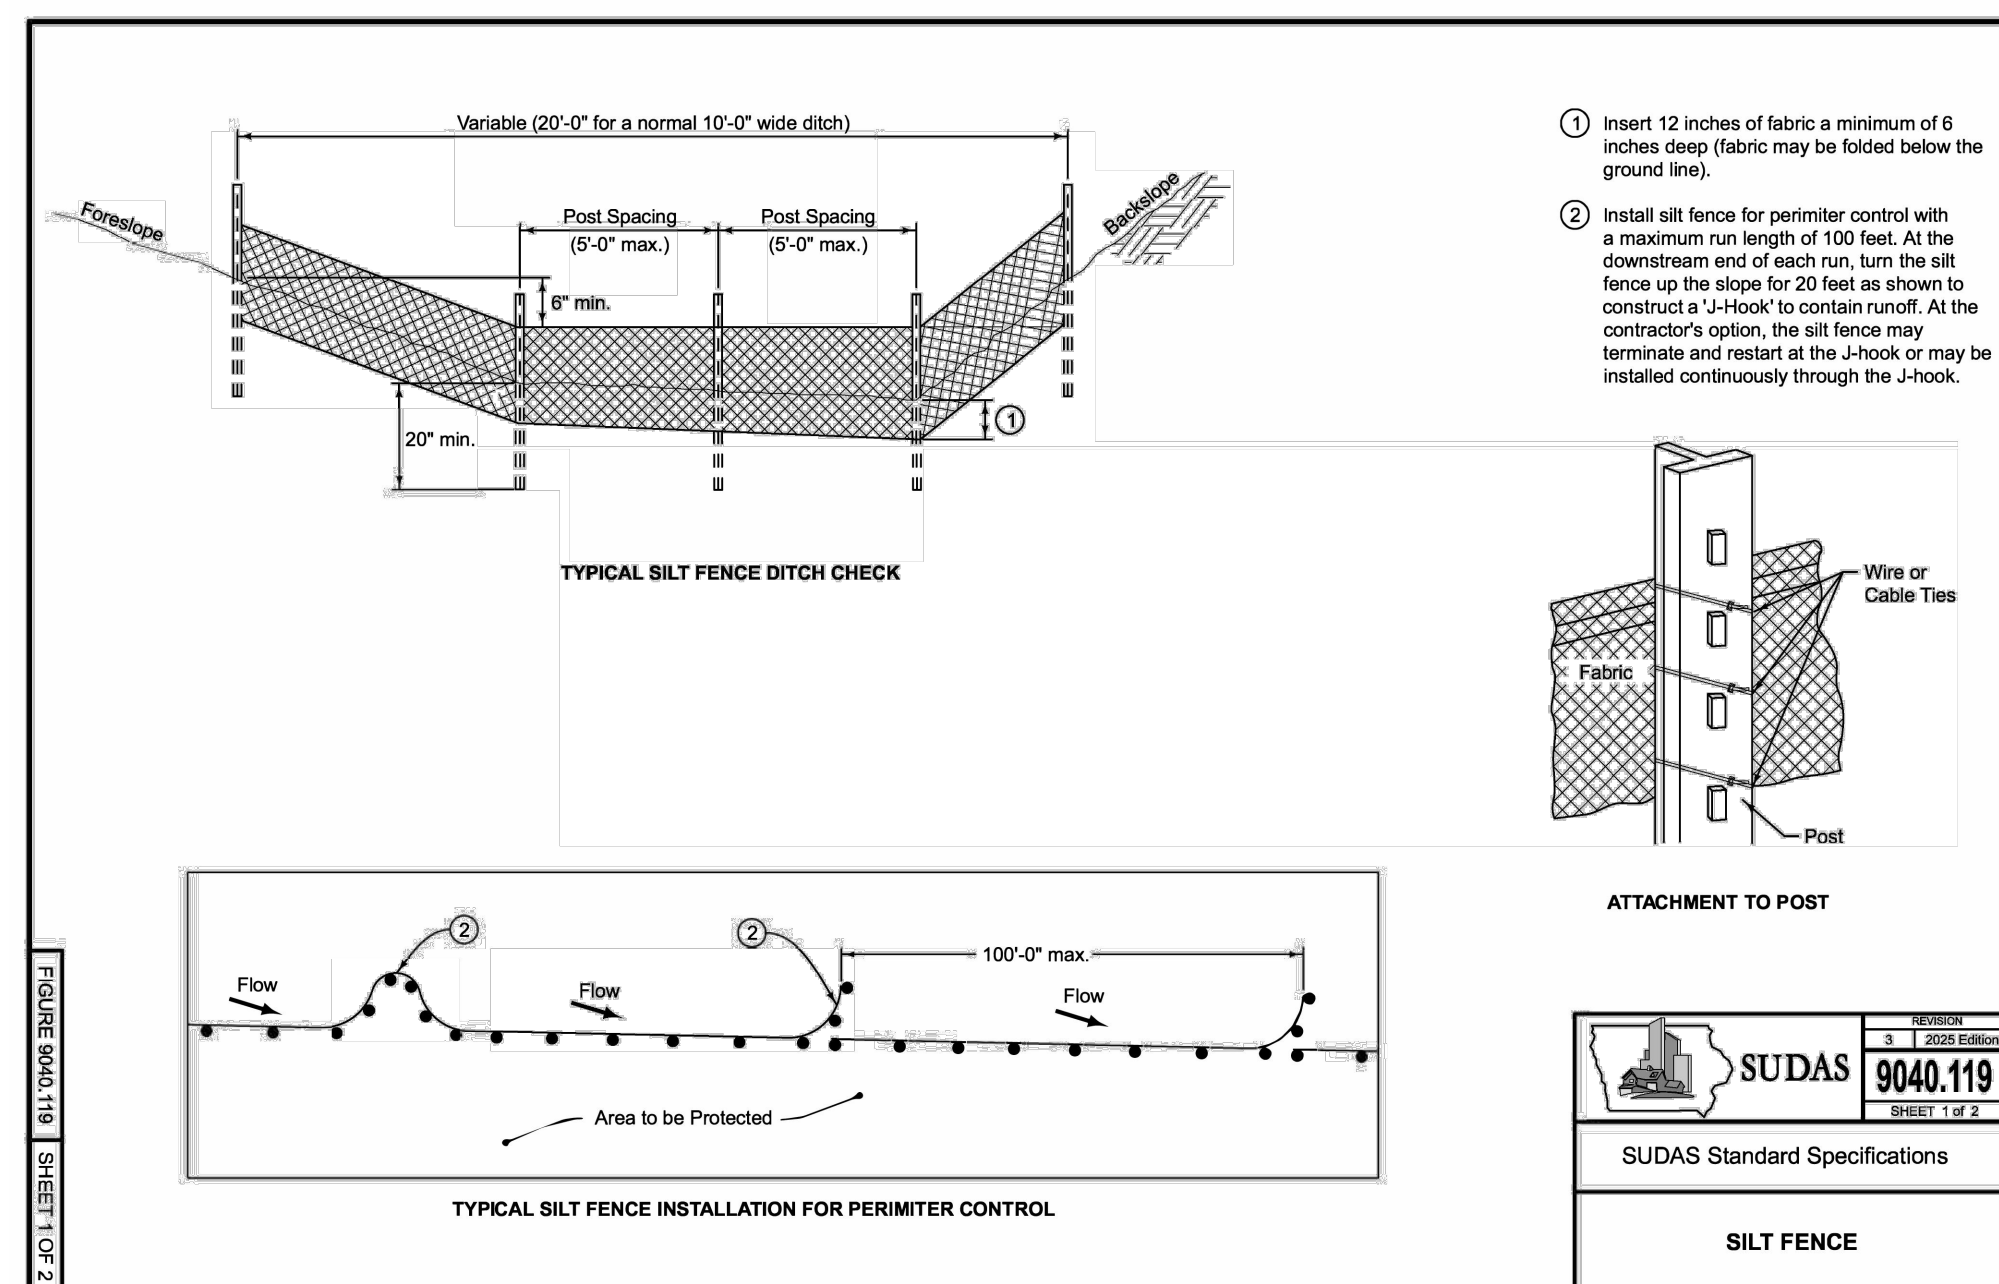 Variable (20'-0" for a normal 10'-0" wide ditch)
Foreslope
Backslope
Post Spacing
(5'-0" max.)
Post Spacing
(5'-0" max.)
6" min.
20" min.
1
TYPICAL SILT FENCE DITCH CHECK
1 Insert 12 inches of fabric a minimum of 6
inches deep (fabric may be folded below the
ground line).
2 Install silt fence for perimiter control with
a maximum run length of 100 feet. At the
downstream end of each run, turn the silt
fence up the slope for 20 feet as shown to
construct a 'J-Hook' to contain runoff. At the
contractor's option, the silt fence may
terminate and restart at the J-hook or may be
installed continuously through the J-hook.
Wire or
Cable Ties
Fabric
Post
ATTACHMENT TO POST
2
2
100'-0" max.
Flow
Flow
Flow
Area to be Protected
TYPICAL SILT FENCE INSTALLATION FOR PERIMITER CONTROL
FIGURE 9040.119
SHEET 1 OF 2
SUDAS
REVISION
3
2025 Edition
9040.119
SHEET 1 of 2
SUDAS Standard Specifications
SILT FENCE